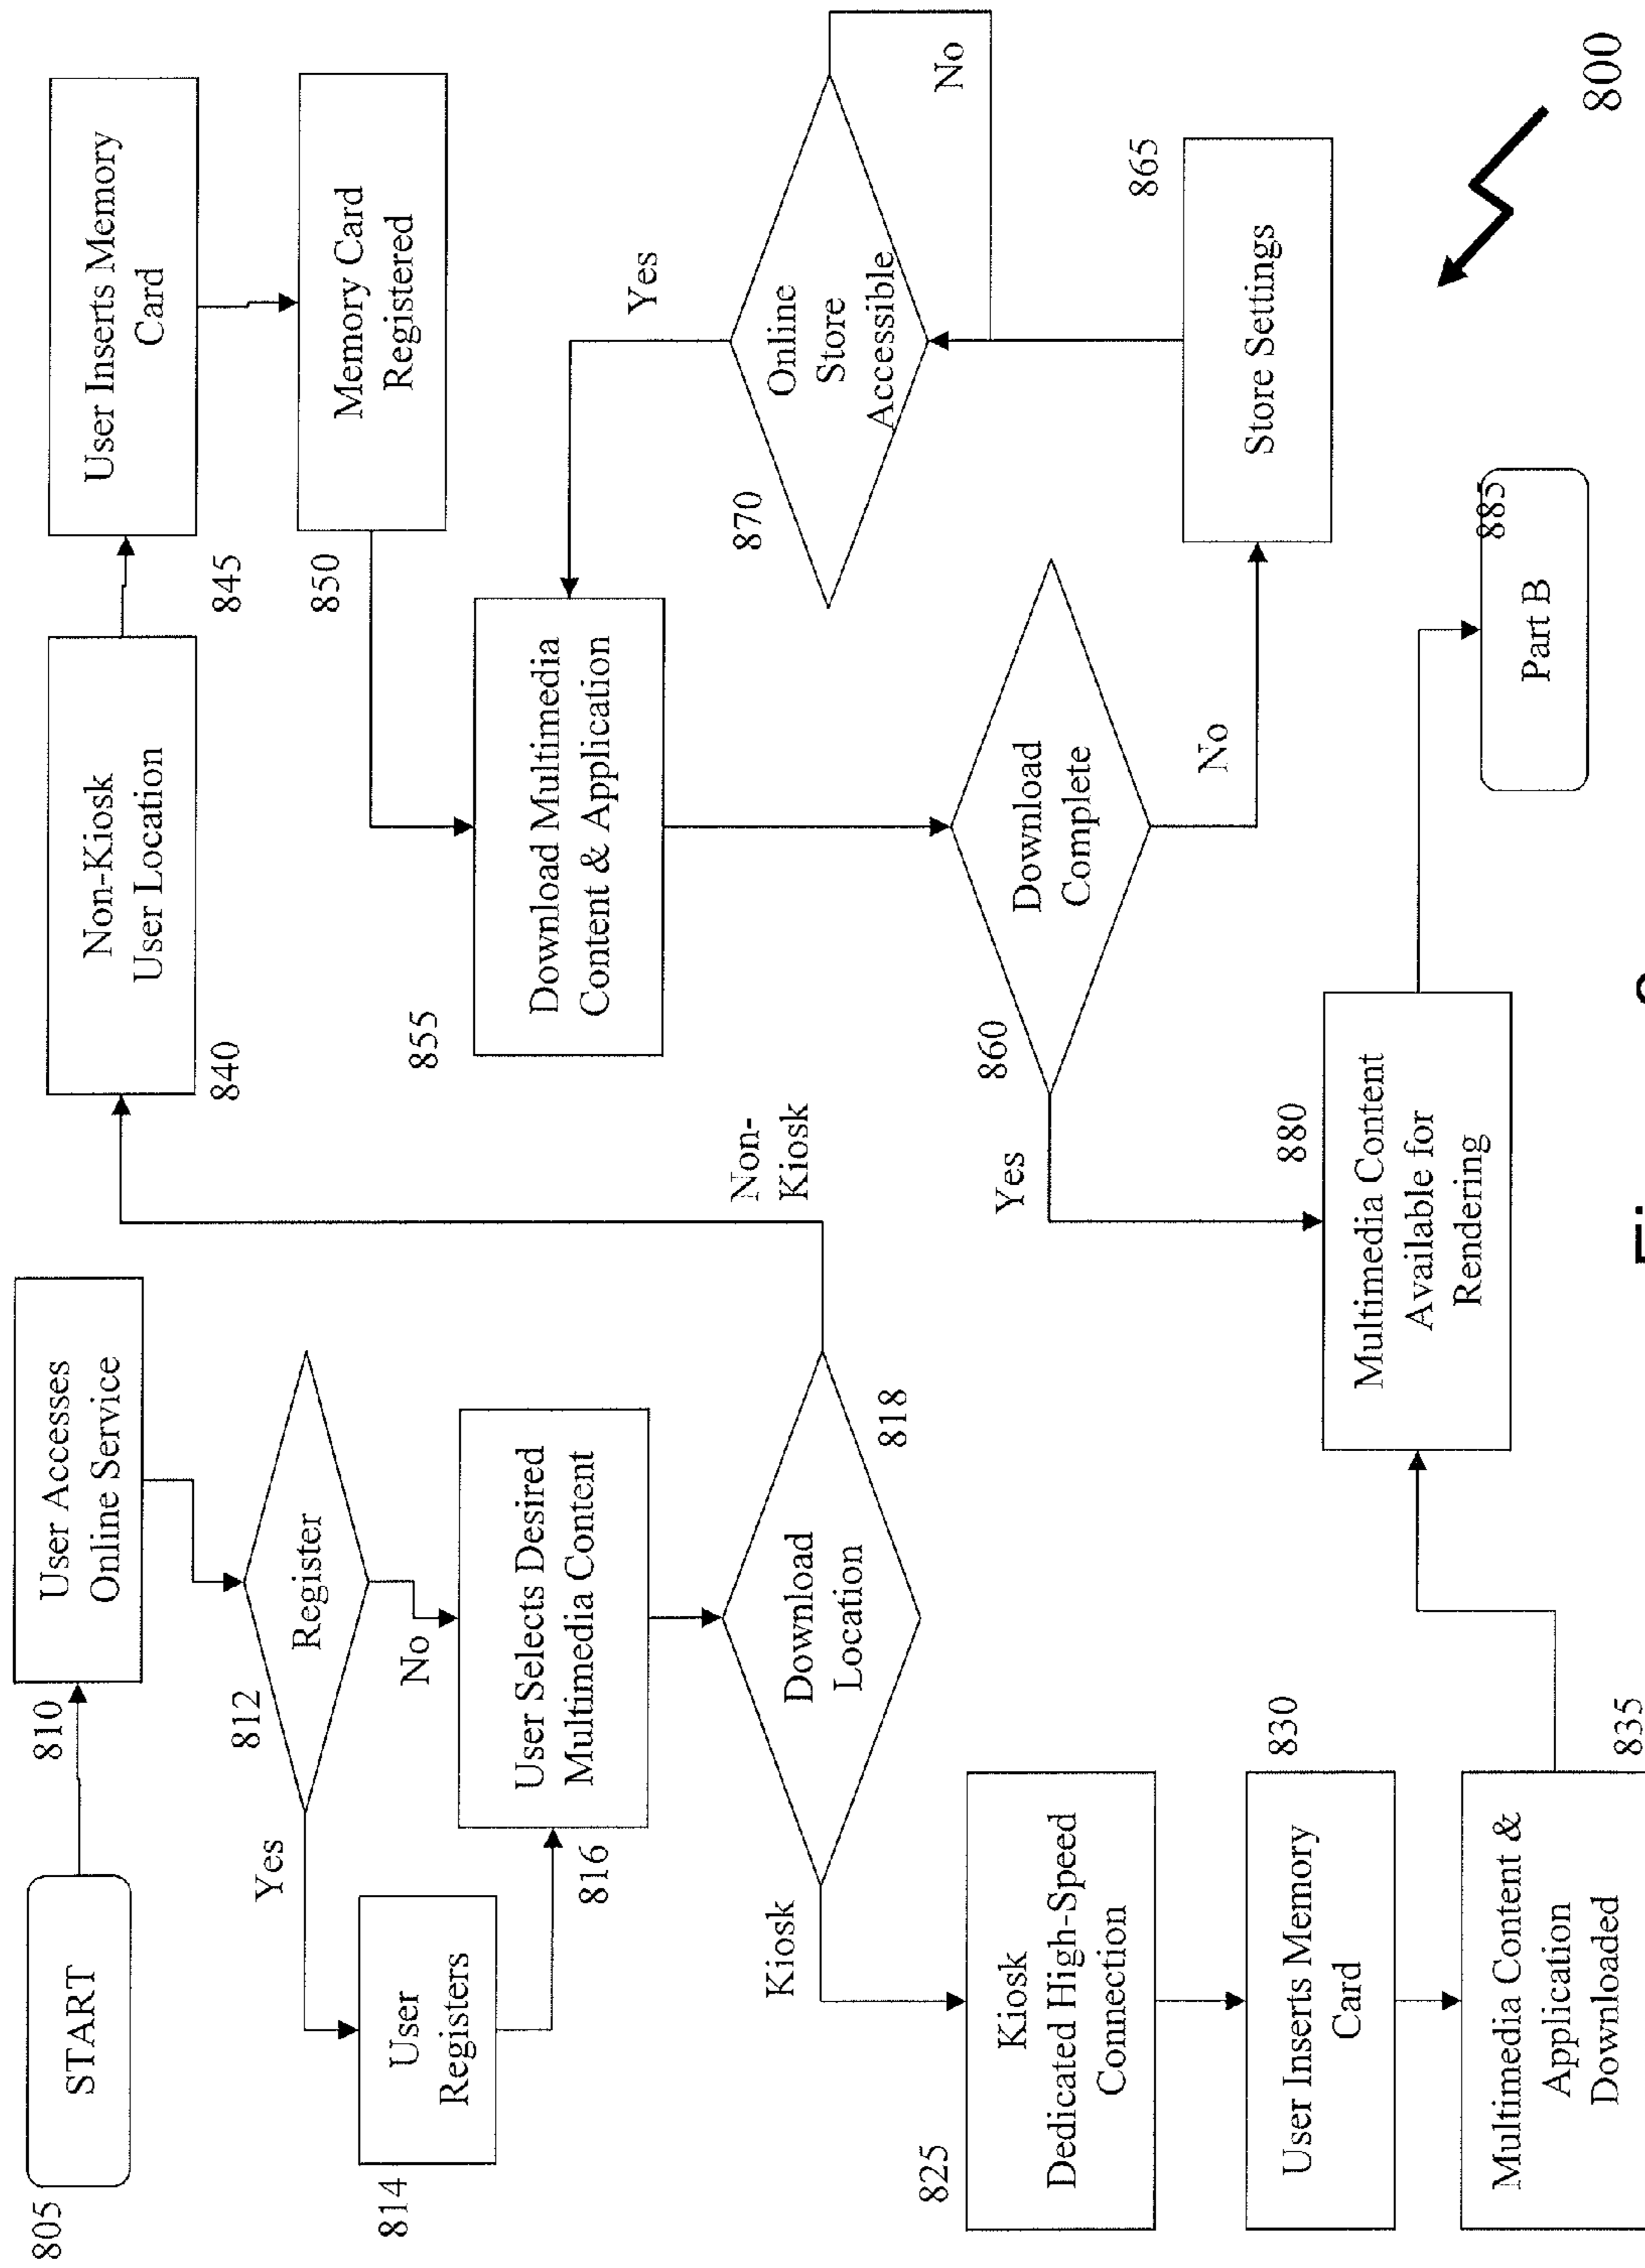 805
START
810
User Accesses
Online Service
812
Register
Yes
No
814
User
Registers
816
User Selects Desired
Multimedia Content
Download
Location
818
Kiosk
Non-
Kiosk
825
Kiosk
Dedicated High-Speed
Connection
830
User Inserts Memory
Card
835
Multimedia Content &
Application
Downloaded
840
Non-Kiosk
User Location
845
User Inserts Memory
Card
850
Memory Card
Registered
855
Download Multimedia
Content & Application
860
Download
Complete
Yes
No
865
Store Settings
870
Online
Store
Accessible
Yes
No
880
Multimedia Content
Available for
Rendering
885
Part B
800